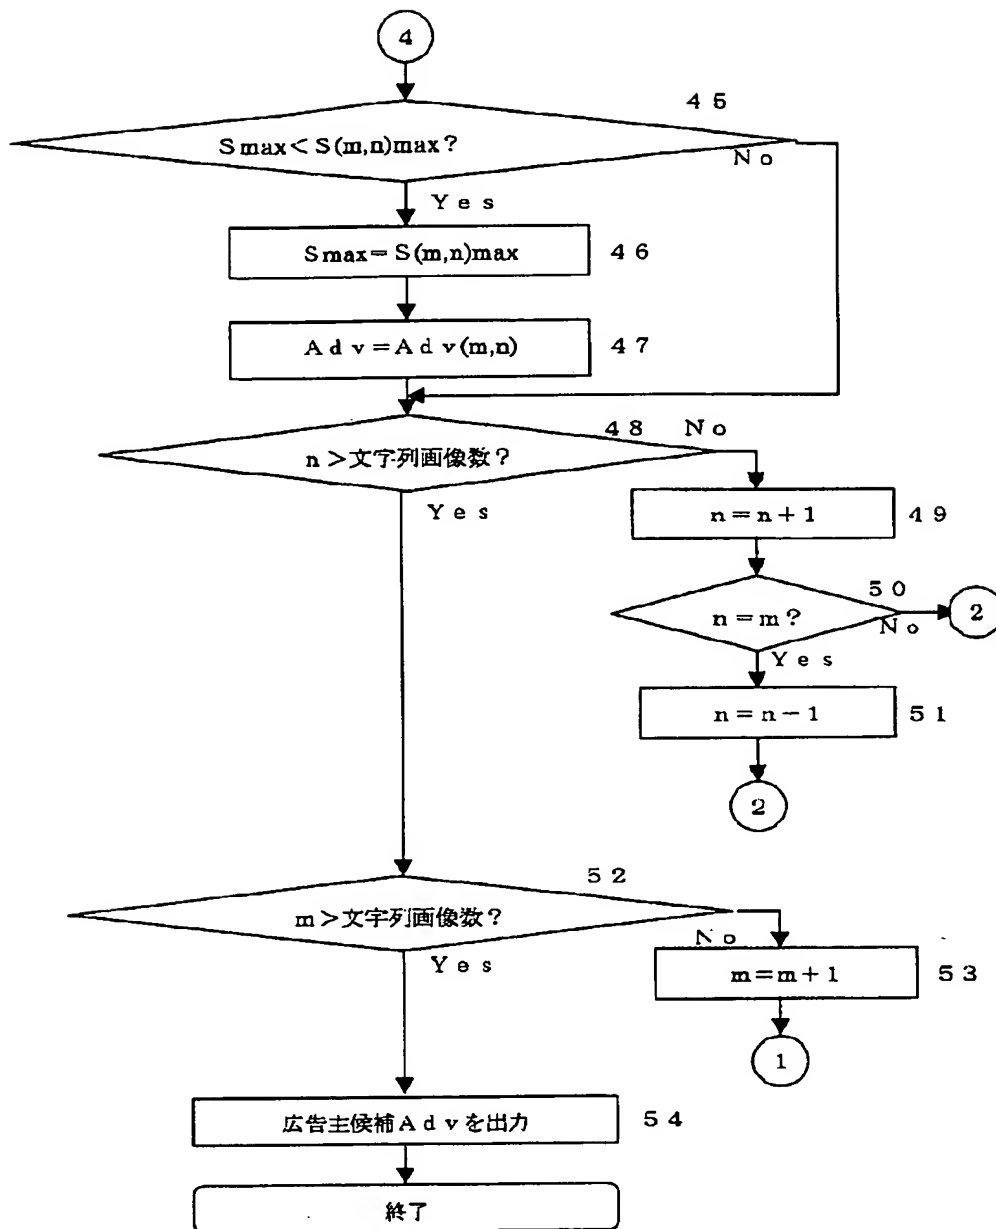 4
45
Smax<S(m,n)max?
No
Yes
Smax=S(m,n)max
46
Adv=Adv(m,n)
47
48
No
n>文字列画像数?
Yes
n=n+1
49
50
n=m?
No
2
Yes
n=n-1
51
2
52
m>文字列画像数?
No
Yes
m=m+1
53
1
広告主候補Advを出力
54
終了